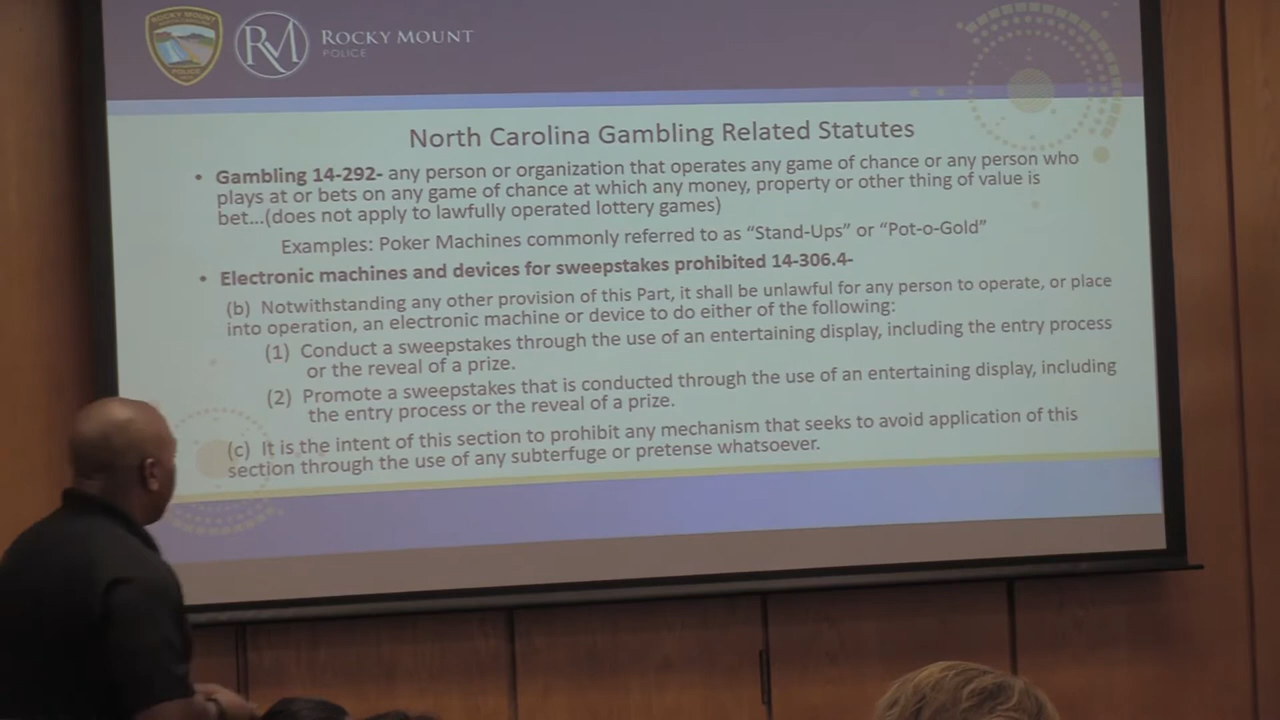 ROCKY MOUNT
POLICE
RM
ROCKY MOUNT
POLICE
North Carolina Gambling Related Statutes
• Gambling 14-292- any person or organization that operates any game of chance or any person who
plays at or bets on any game of chance at which any money, property or other thing of value is
bet...(does not apply to lawfully operated lottery games)
Examples: Poker Machines commonly referred to as “Stand-Ups” or “Pot-o-Gold”
• Electronic machines and devices for sweepstakes prohibited 14-306.4-
(b) Notwithstanding any other provision of this Part, it shall be unlawful for any person to operate, or place
into operation, an electronic machine or device to do either of the following:
(1) Conduct a sweepstakes through the use of an entertaining display, including the entry process
or the reveal of a prize.
(2) Promote a sweepstakes that is conducted through the use of an entertaining display, including
the entry process or the reveal of a prize.
(c) It is the intent of this section to prohibit any mechanism that seeks to avoid application of this
section through the use of any subterfuge or pretense whatsoever.